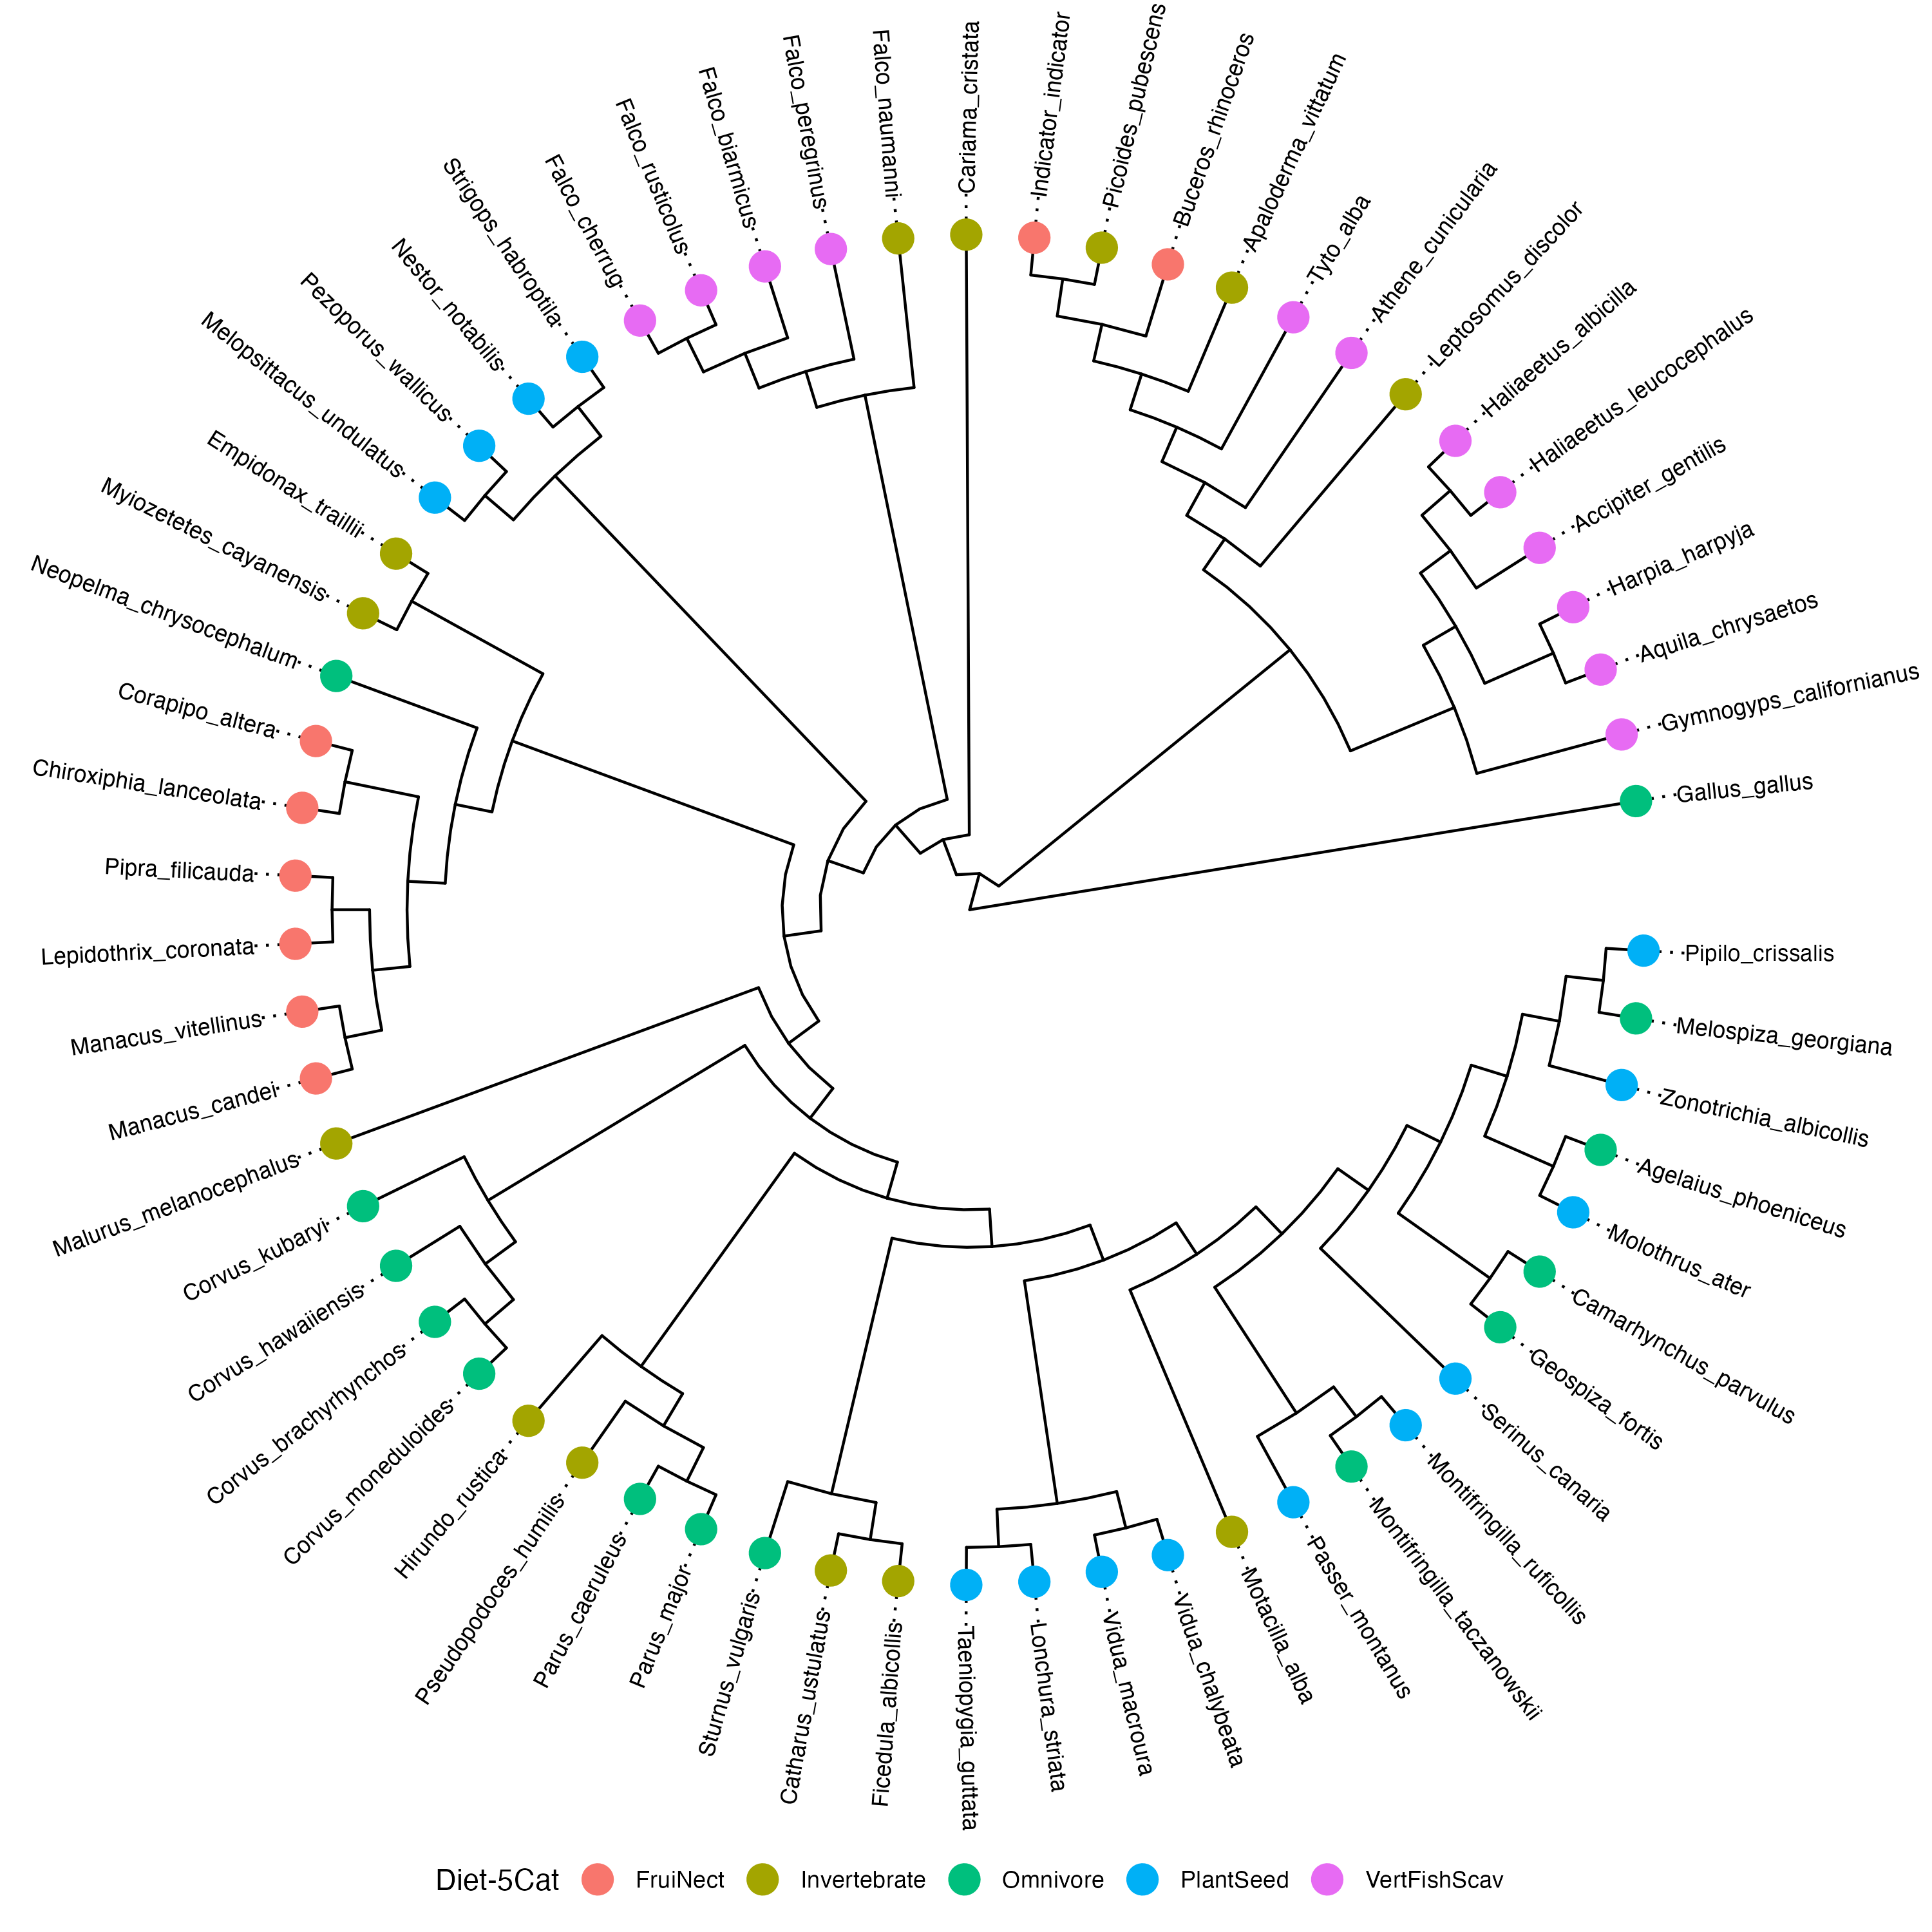 Cariama_cristata
Indicator_indicator
Picoides_pubescens
Buceros_rhinoceros
Apaloderma_vittatum
Tyto_alba
Athene_cunicularia
Leptosomus_discolor
Haliaeetus_albicilla
Haliaeetus_leucocephalus
Accipiter_gentilis
Harpia_harpyja
Aquila_chrysaetos
Gymnogyps_californianus
Gallus_gallus
Pipilo_crissalis
Melospiza_georgiana
Zonotrichia_albicollis
Agelaius_phoeniceus
Molothrus_ater
Camarhynchus_parvulus
Geospiza_fortis
Serinus_canaria
Montifringilla_ruficollis
Montifringilla_taczanowskii
Passer_montanus
Motacilla_alba
Vidua_chalybeata
Vidua_macroura
Lonchura_striata
Taeniopygia_guttata
Ficedula_albicollis
Catharus_ustulatus
Sturnus_vulgaris
Parus_major
Parus_caeruleus
Pseudopodoces_humilis
Hirundo_rustica
Corvus_moneduloides
Corvus_brachyrhynchos
Corvus_hawaiiensis
Corvus_kubaryi
Malurus_melanocephalus
Manacus_candei
Manacus_vitellinus
Lepidothrix_coronata
Pipra_filicauda
Chiroxiphia_lanceolata
Corapipo_altera
Neopelma_chrysocephalum
Myiozetetes_cayanensis
Empidonax_traillii
Melopsittacus_undulatus
Pezoporus_wallicus
Nestor_notabilis
Strigops_habroptila
Falco_cherrug
Falco_rusticolus
Falco_biarmicus
Falco_peregrinus
Falco_naumanni
Diet-5Cat FruiNect Invertebrate Omnivore PlantSeed VertFishScav